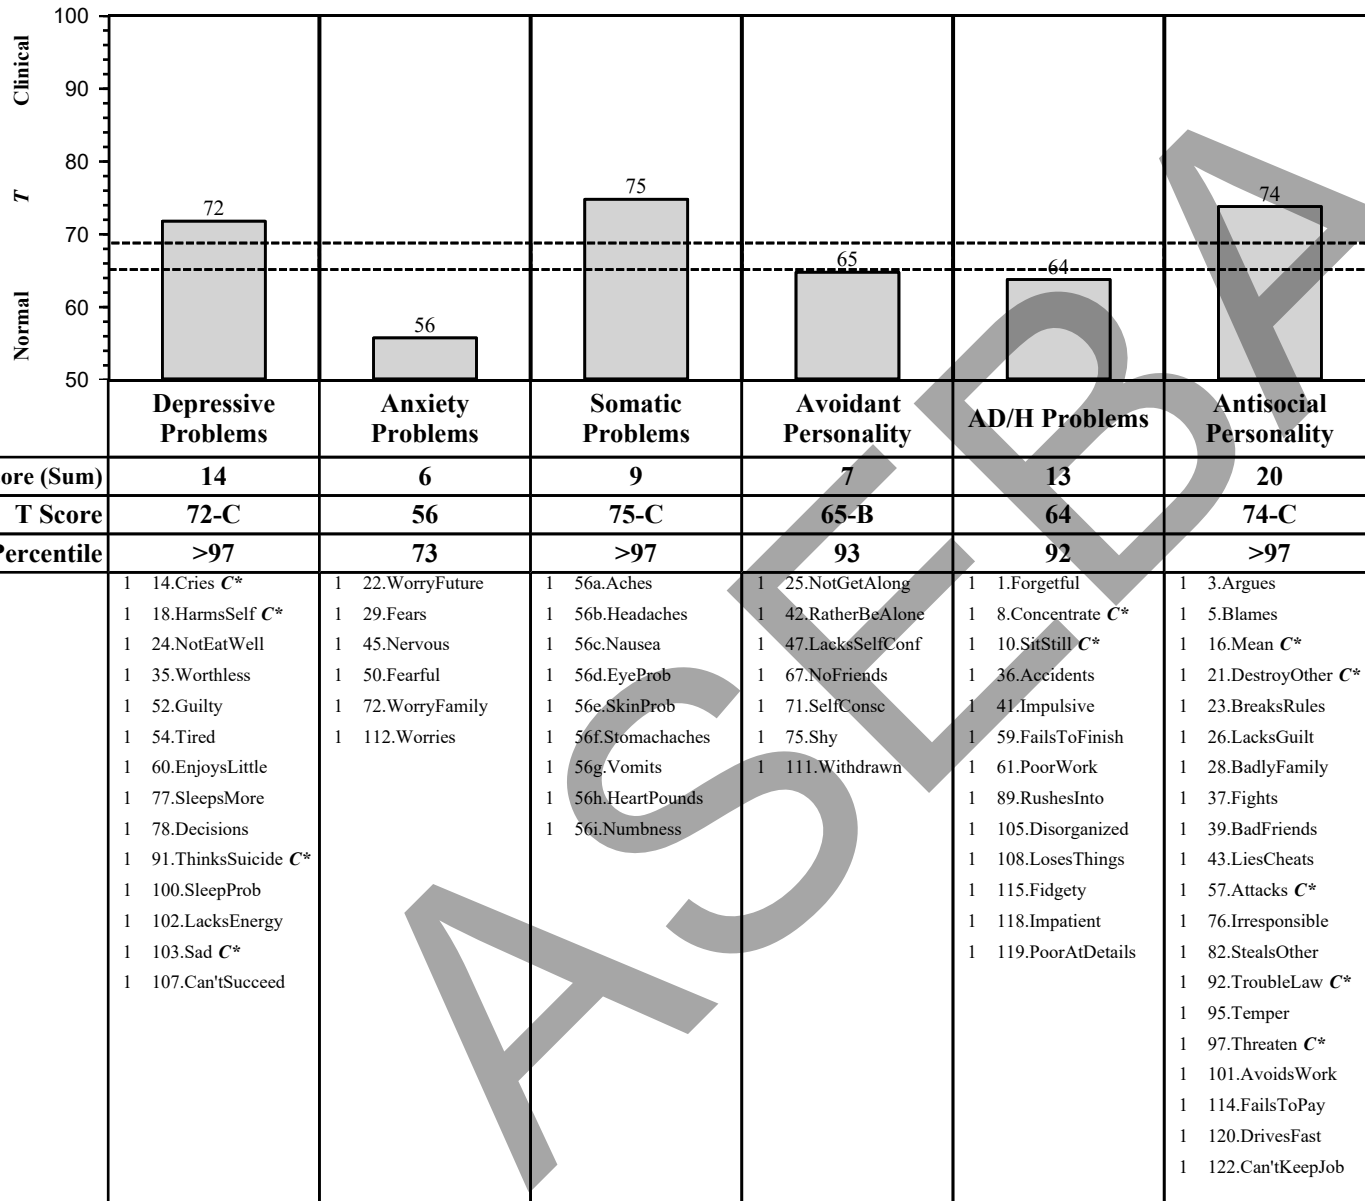 100
Clinical
90
80
T
70
Normal
60
50
72
56
75
65
64
74
Depressive
Problems
Anxiety
Problems
Somatic
Problems
Avoidant
Personality
AD/H Problems
Antisocial
Personality
ore (Sum) 14 6 9 7 13 20
T Score 72-C 56 75-C 65-B 64 74-C
Percentile >97 73 >97 93 92 >97
1 14.Cries C*
1 18.HarmsSelf C*
1 24.NotEatWell
1 35.Worthless
1 52.Guilty
1 54.Tired
1 60.EnjoysLittle
1 77.SleepsMore
1 78.Decisions
1 91.ThinksSuicide C*
1 100.SleepProb
1 102.LacksEnergy
1 103.Sad C*
1 107.Can'tSucceed
1 22.WorryFuture
1 29.Fears
1 45.Nervous
1 50.Fearful
1 72.WorryFamily
1 112.Worries
1 56a.Aches
1 56b.Headaches
1 56c.Nausea
1 56d.EyeProb
1 56e.SkinProb
1 56f.Stomachaches
1 56g.Vomits
1 56h.HeartPounds
1 56i.Numbness
1 25.NotGetAlong
1 42.RatherBeAlone
1 47.LacksSelfConf
1 67.NoFriends
1 71.SelfConsc
1 75.Shy
1 111.Withdrawn
1 1.Forgetful
1 8.Concentrate C*
1 10.SitStill C*
1 36.Accidents
1 41.Impulsive
1 59.FailsToFinish
1 61.PoorWork
1 89.RushesInto
1 105.Disorganized
1 108.LosesThings
1 115.Fidgety
1 118.Impatient
1 119.PoorAtDetails
1 3.Argues
1 5.Blames
1 16.Mean C*
1 21.DestroyOther C*
1 23.BreaksRules
1 26.LacksGuilt
1 28.BadlyFamily
1 37.Fights
1 39.BadFriends
1 43.LiesCheats
1 57.Attacks C*
1 76.Irresponsible
1 82.StealsOther
1 92.TroubleLaw C*
1 95.Temper
1 97.Threaten C*
1 101.AvoidsWork
1 114.FailsToPay
1 120.DrivesFast
1 122.Can'tKeepJob
ASEBA